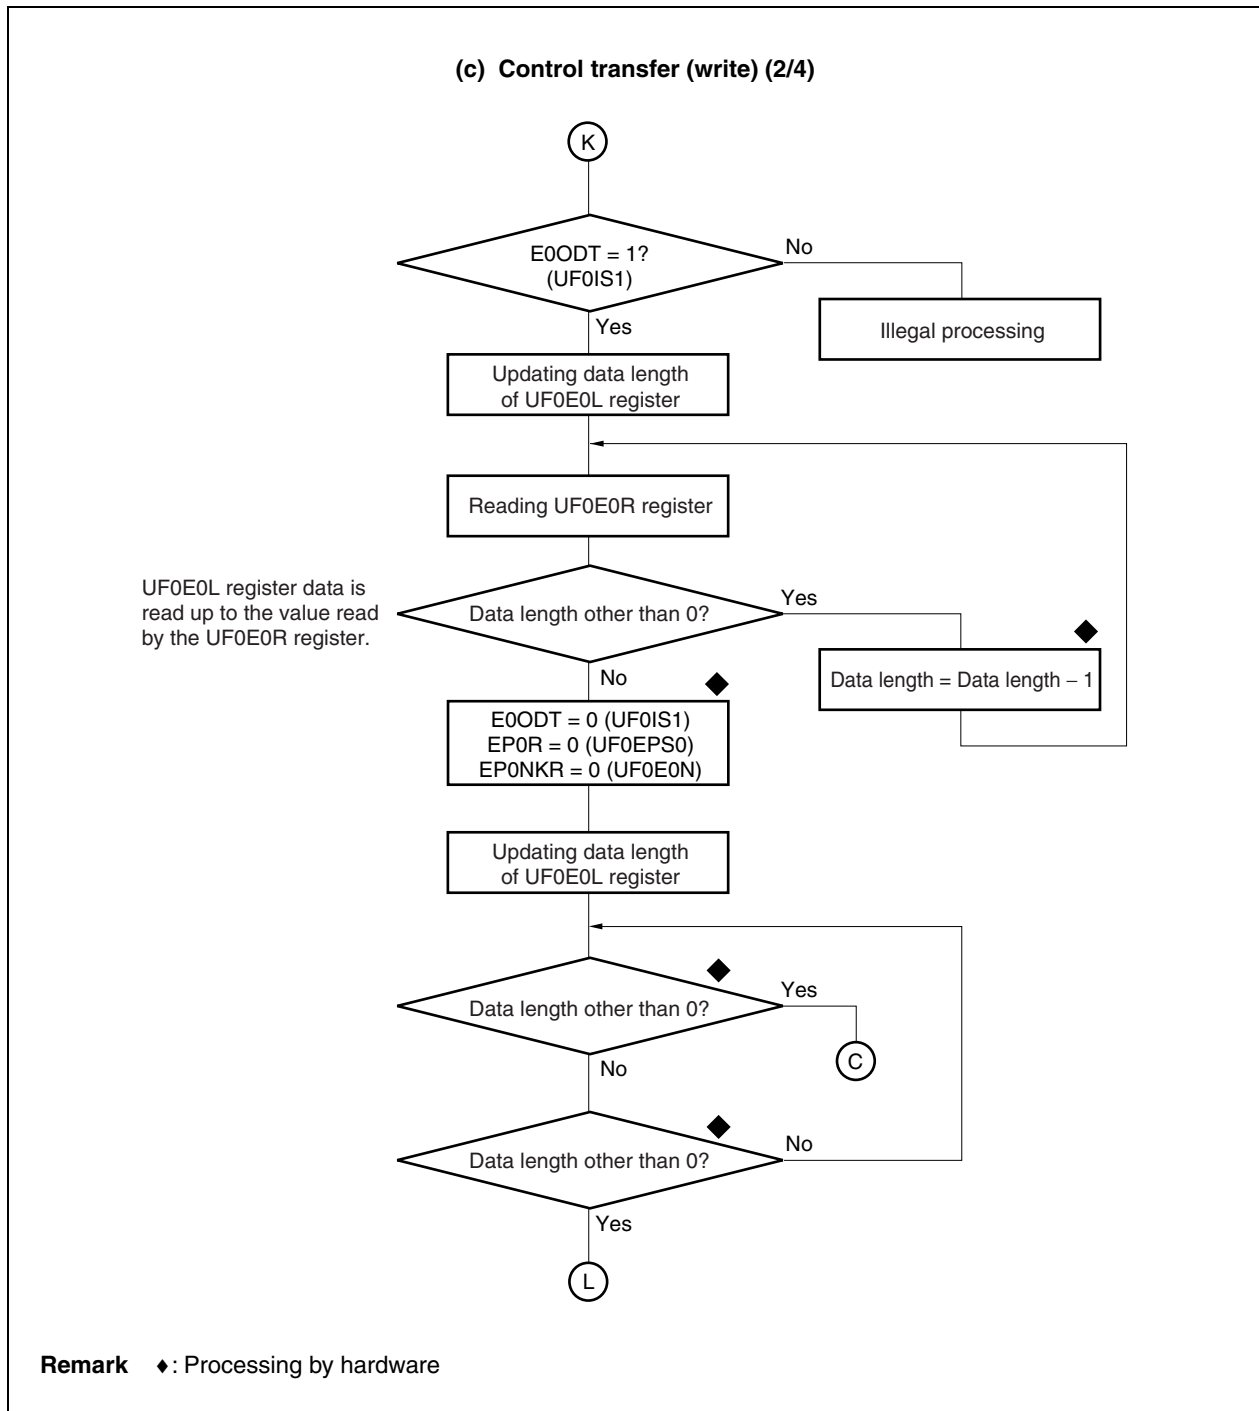 (c) Control transfer (write) (2/4)
K
E0ODT = 1?
(UF0IS1)
No
Illegal processing
Yes
Updating data length
of UF0E0L register
Reading UF0E0R register
UF0E0L register data is
read up to the value read
by the UF0E0R register.
Data length other than 0?
Yes
Data length = Data length − 1
No
E0ODT = 0 (UF0IS1)
EP0R = 0 (UF0EPS0)
EP0NKR = 0 (UF0E0N)
Updating data length
of UF0E0L register
Data length other than 0?
Yes
C
No
Data length other than 0?
No
Yes
L
Remark ♦: Processing by hardware